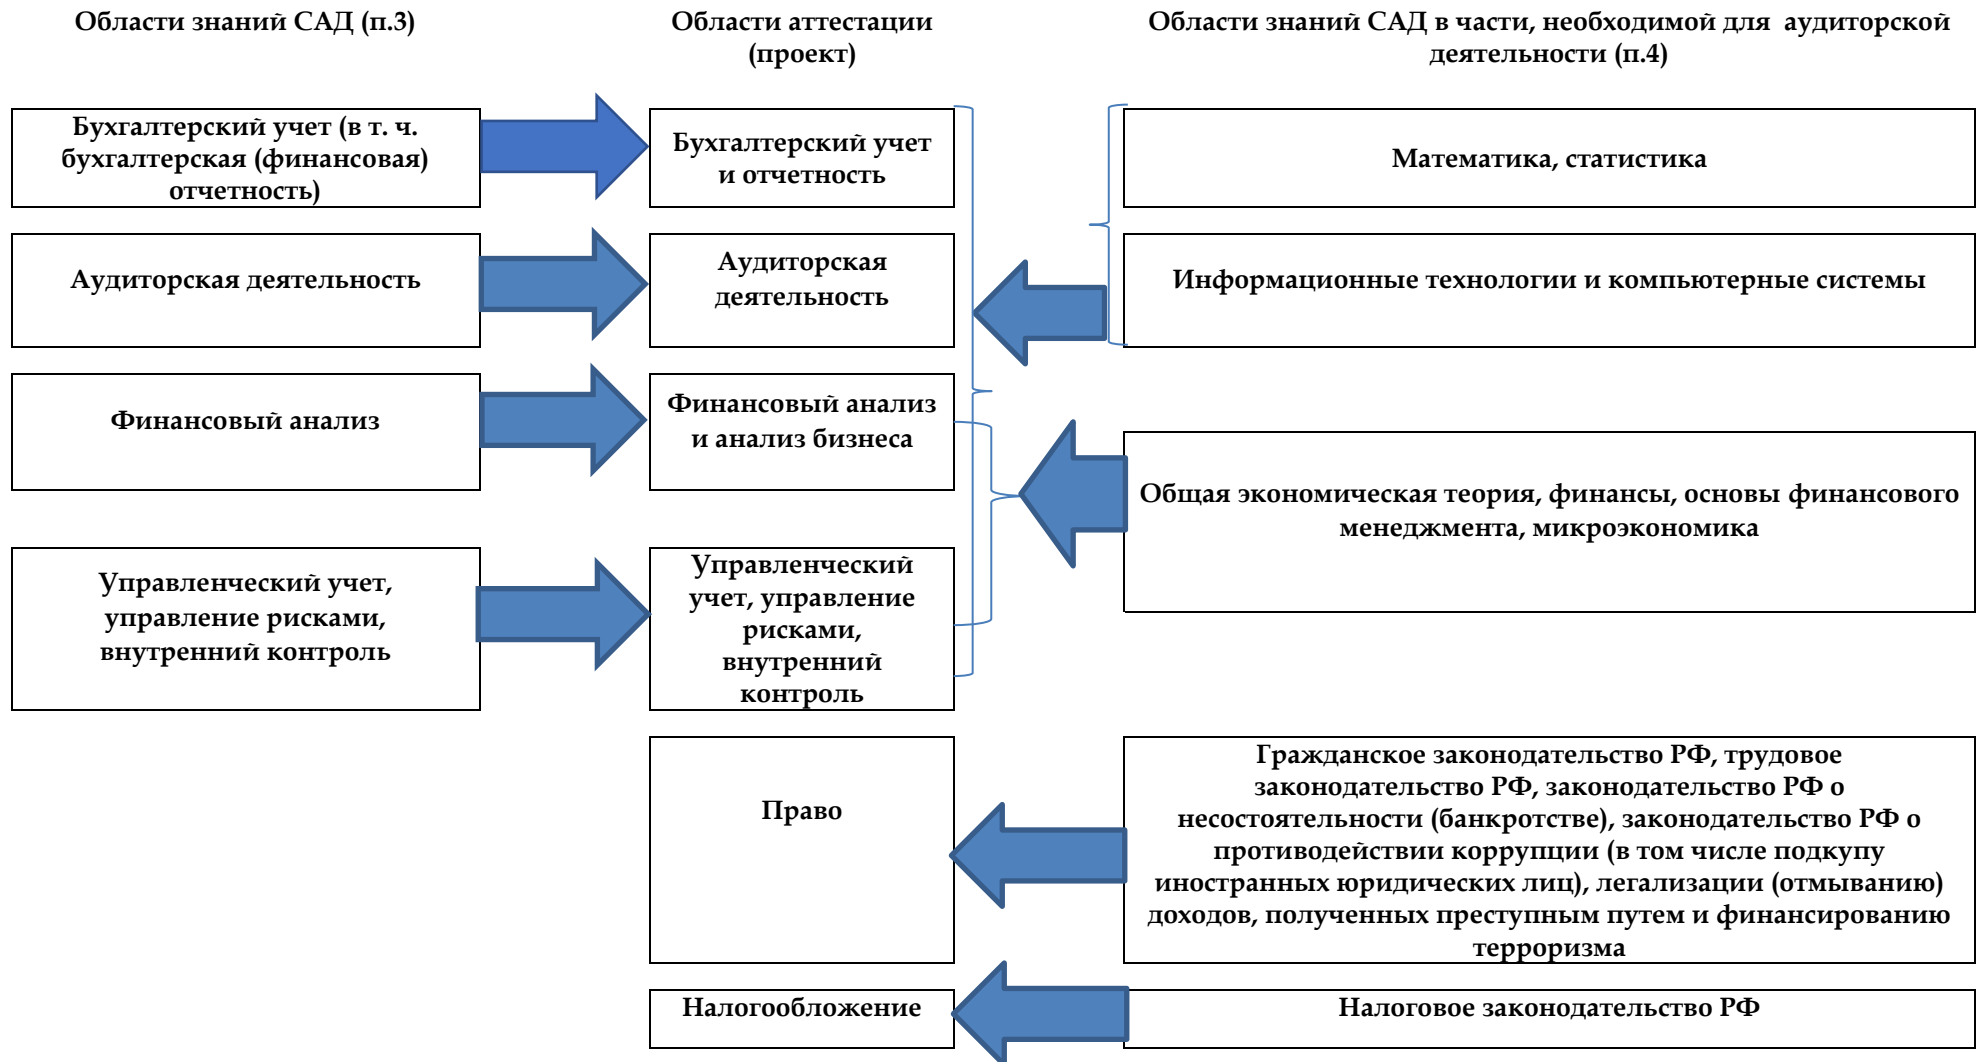 Области знаний САД (п.3)
Области аттестации
(проект)
Области знаний САД в части, необходимой для аудиторской
деятельности (п.4)
Бухгалтерский учет (в т. ч.
бухгалтерская (финансовая)
отчетность)
Бухгалтерский учет
и отчетность
Математика, статистика
Аудиторская деятельность
Аудиторская
деятельность
Информационные технологии и компьютерные системы
Финансовый анализ
Финансовый анализ
и анализ бизнеса
Общая экономическая теория, финансы, основы финансового
менеджмента, микроэкономика
Управленческий учет,
управление рисками,
внутренний контроль
Управленческий
учет, управление
рисками,
внутренний
контроль
Право
Гражданское законодательство РФ, трудовое
законодательство РФ, законодательство РФ о
несостоятельности (банкротстве), законодательство РФ о
противодействии коррупции (в том числе подкупу
иностранных юридических лиц), легализации (отмыванию)
доходов, полученных преступным путем и финансированию
терроризма
Налогообложение
Налоговое законодательство РФ